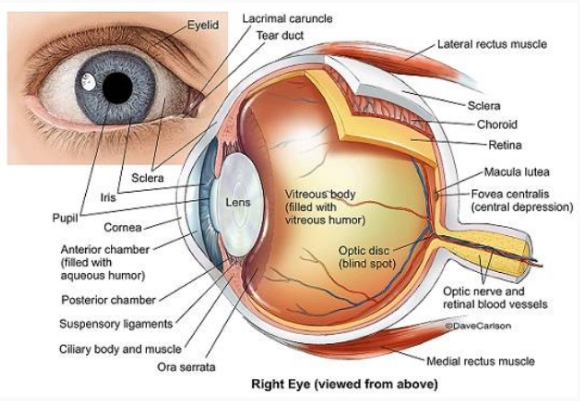 Eyelid
Lacrimal caruncle
Tear duct
Lateral rectus muscle
Sclera
Choroid
Retina
Macula lutea
Fovea centralis
(central depression)
Sclera
Iris
Pupil
Cornea
Lens
Vitreous body
(filled with
vitreous humor)
Anterior chamber
(filled with
aqueous humor)
Optic disc
(blind spot)
Posterior chamber
Suspensory ligaments
Ciliary body and muscle
Ora serrata
Optic nerve and
retinal blood vessels
©DaveCarlson
Medial rectus muscle
Right Eye (viewed from above)